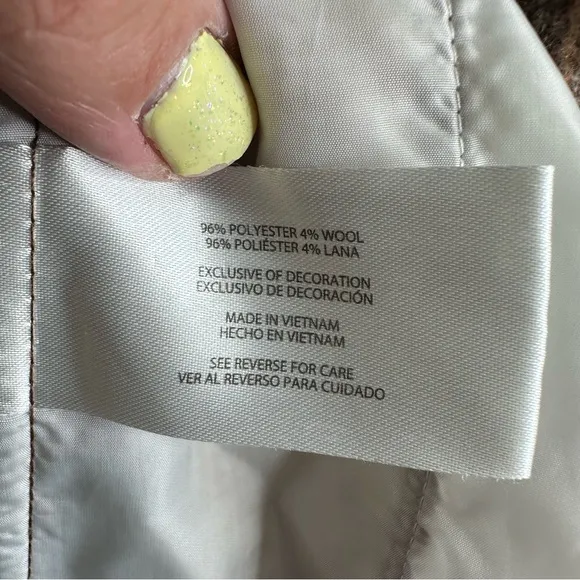 96% POLYESTER 4% WOOL
96% POLIÉSTER 4% LANA
EXCLUSIVE OF DECORATION
EXCLUSIVO DE DECORACIÓN
MADE IN VIETNAM
HECHO EN VIETNAM
SEE REVERSE FOR CARE
VER AL REVERSO PARA CUIDADO